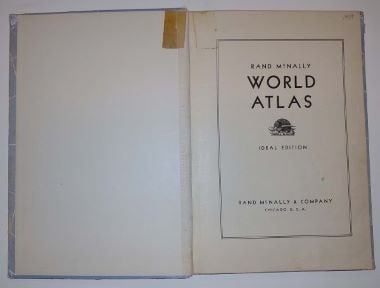 RAND McNALLY
WORLD
ATLAS
IDEAL EDITION
RAND McNALLY & COMPANY
CHICAGO U. S. A.